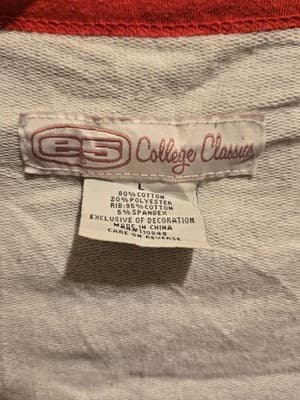 e5 College Classics
L
80%COTTON
20%POLYESTER
RIB:95%COTTON
5%SPANDEX
EXCLUSIVE OF DECORATION
MADE IN CHINA
CARE ON REVERSE